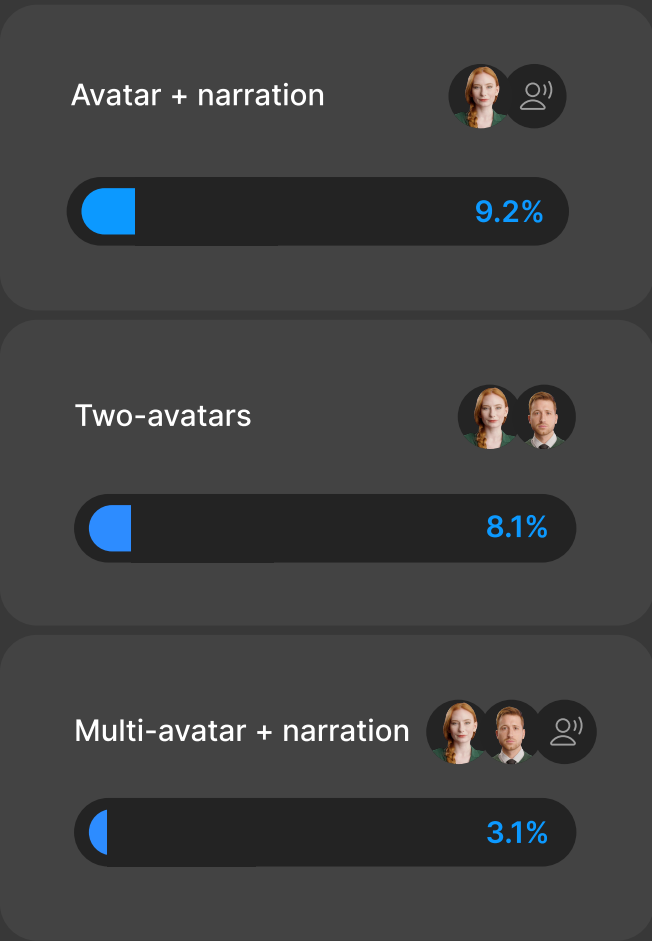 Avatar + narration
9.2%
Two-avatars
8.1%
Multi-avatar + narration
3.1%